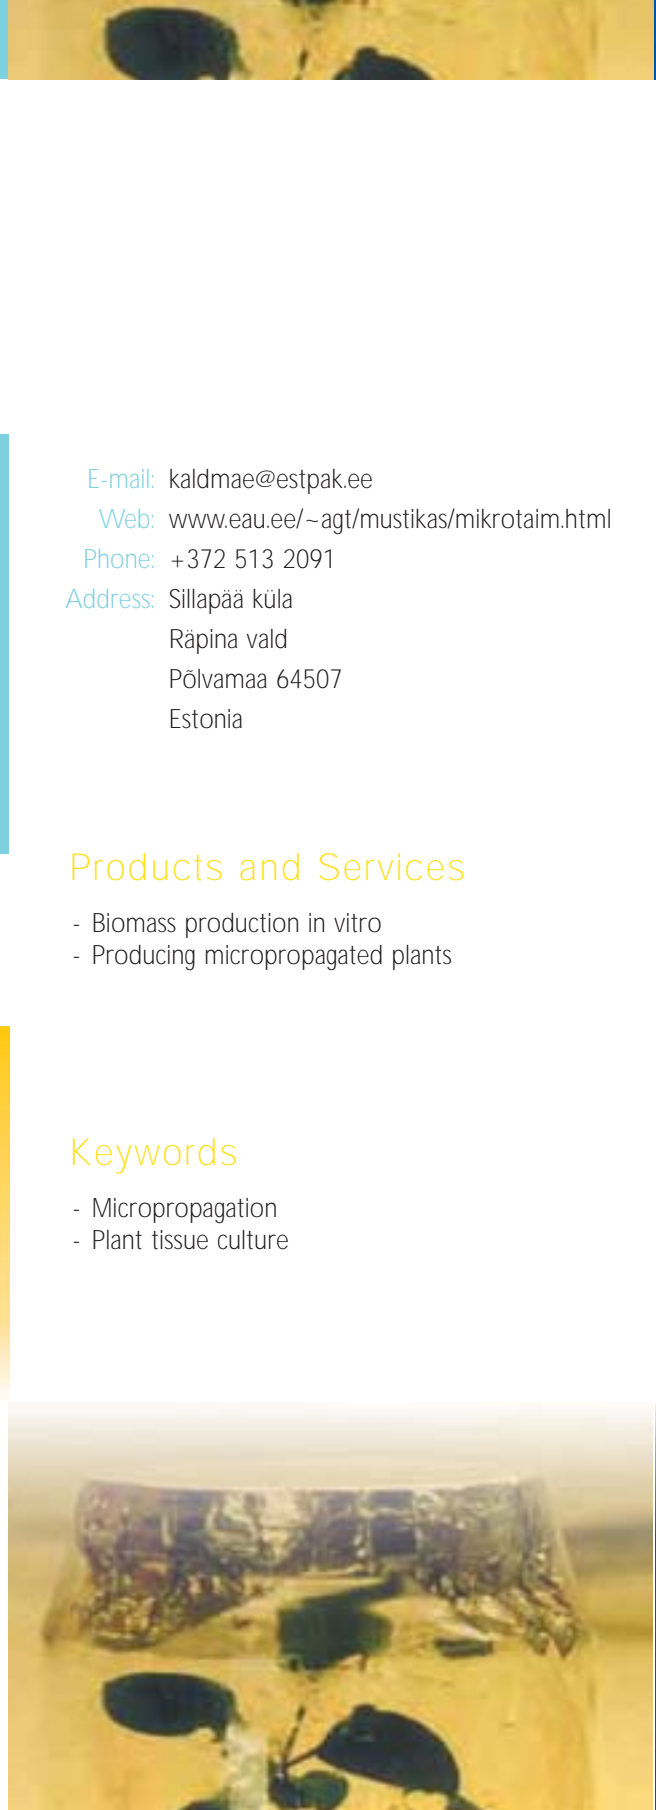 E-mail: kaldmae@estpak.ee
Web: www.eau.ee/~agt/mustikas/mikrotaim.html
Phone: +372 513 2091
Address: Sillapää küla
Räpina vald
Põlvamaa 64507
Estonia
Products and Services
- Biomass production in vitro
- Producing micropropagated plants
Keywords
- Micropropagation
- Plant tissue culture